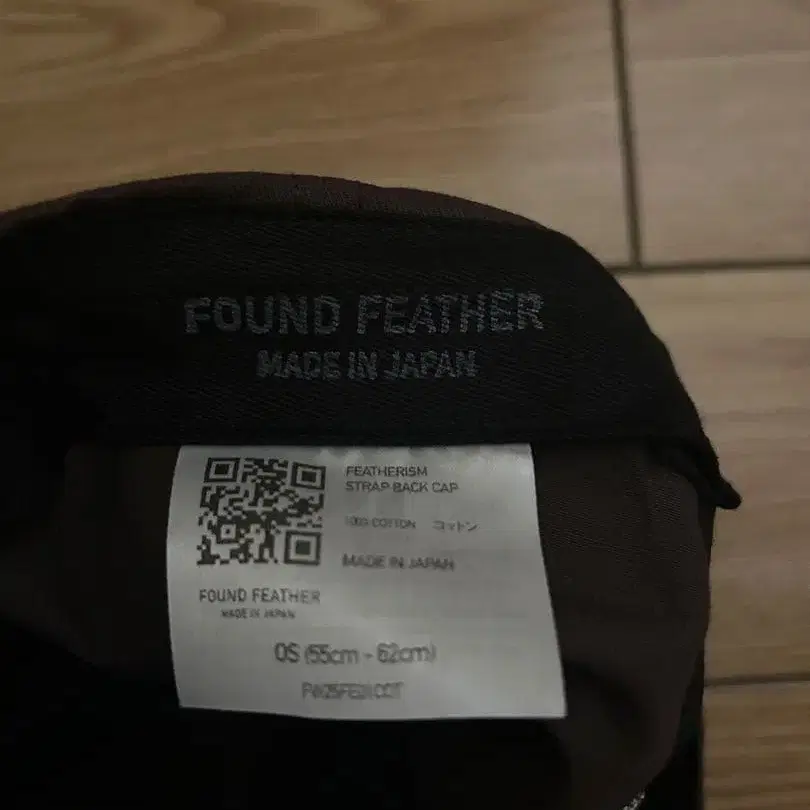 FOUND FEATHER
MADE IN JAPAN
FEATHERISM
STRAP BACK CAP
100% COTTON コットン
MADE IN JAPAN
FOUND FEATHER
MADE IN JAPAN
OS (55cm - 62cm)